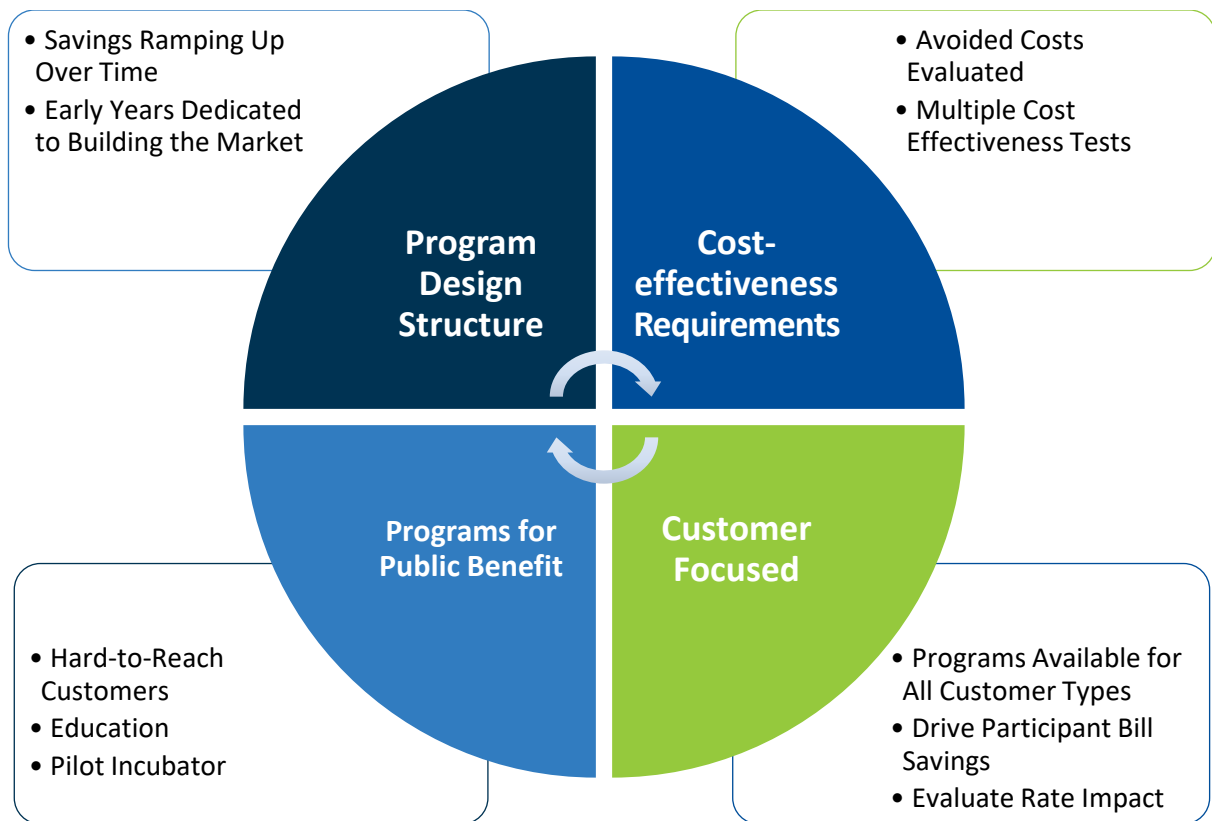 • Savings Ramping Up
Over Time
• Early Years Dedicated
to Building the Market
• Avoided Costs
Evaluated
• Multiple Cost
Effectiveness Tests
Program
Design
Structure
Cost-
effectiveness
Requirements
Programs for
Public Benefit
Customer
Focused
• Hard-to-Reach
Customers
• Education
• Pilot Incubator
• Programs Available for
All Customer Types
• Drive Participant Bill
Savings
• Evaluate Rate Impact